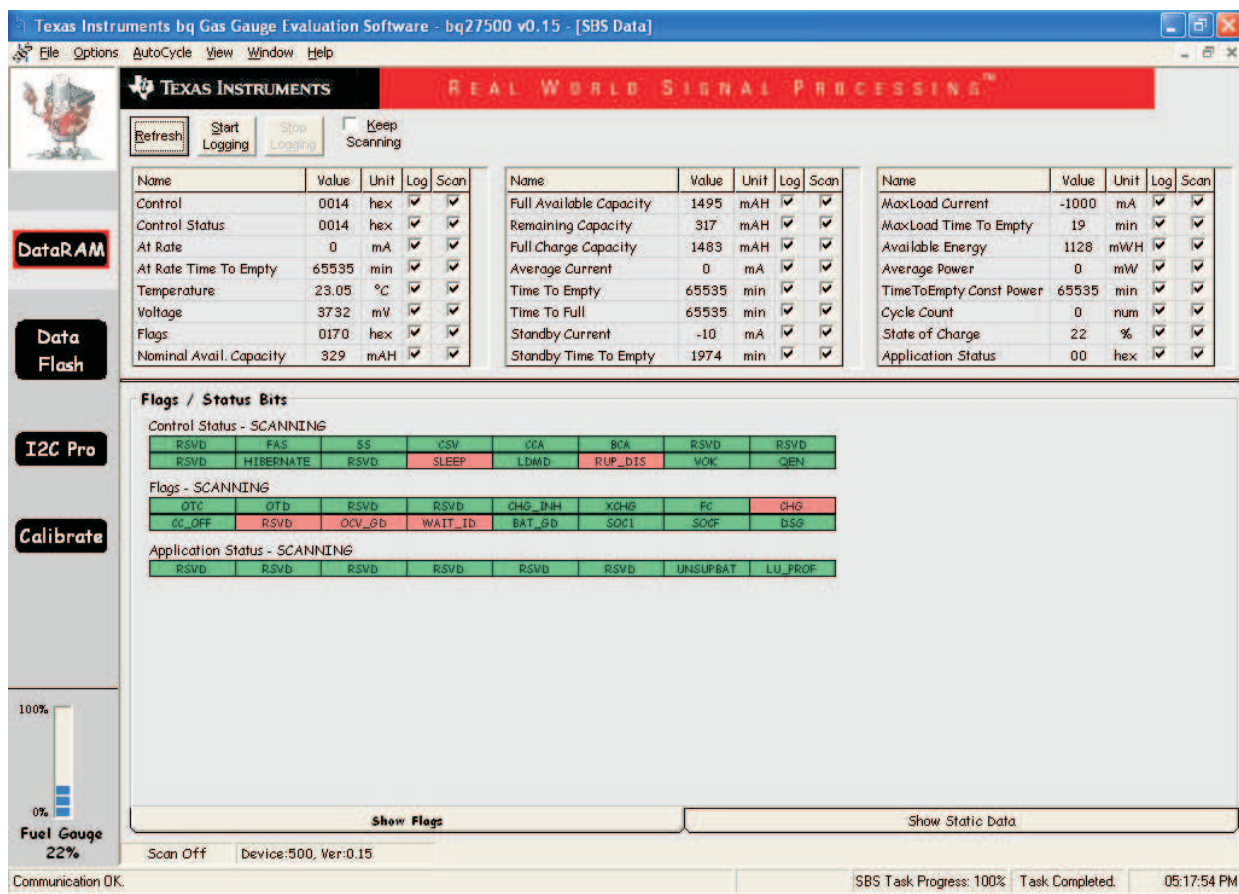 Texas Instruments bq Gas Gauge Evaluation Software - bq27500 v0.15 - [SBS Data]
File Options AutoCycle View Window Help
TEXAS INSTRUMENTS REAL WORLD SIGNAL PROCESSING™
Refresh Start Logging Stop Logging Keep Scanning
Name Value Unit Log Scan Name Value Unit Log Scan Name Value Unit Log Scan
Control 0014 hex Full Available Capacity 1495 mAH MaxLoad Current -1000 mA
Control Status 0014 hex Remaining Capacity 317 mAH MaxLoad Time To Empty 19 min
At Rate 0 mA Full Charge Capacity 1483 mAH Available Energy 1128 mWH
At Rate Time To Empty 65535 min Average Current 0 mA Average Power 0 mW
Temperature 23.05 °C Time To Empty 65535 min TimeToEmpty Const Power 65535 min
Voltage 3732 mV Time To Full 65535 min Cycle Count 0 num
Flags 0170 hex Standby Current -10 mA State of Charge 22 %
Nominal Avail. Capacity 329 mAH Standby Time To Empty 1974 min Application Status 00 hex
DataRAM
Data
Flash
I2C Pro
Calibrate
Flags / Status Bits
Control Status - SCANNING
RSVD FAS SS CSV CCA BCA RSVD RSVD
RSVD HIBERNATE RSVD SLEEP LDMD RUP_DIS VOK QEN
Flags - SCANNING
OTC OTD RSVD RSVD CHG_INH XCHG FC CHG
CC_OFF RSVD OCV_GD WAIT_ID BAT_GD SOC1 SOCF DSG
Application Status - SCANNING
RSVD RSVD RSVD RSVD RSVD RSVD UNSUPBAT LU_PROF
100%
0%
Fuel Gauge
22%
Show Flags Show Static Data
Scan Off Device:500, Ver:0.15
Communication OK. SBS Task Progress: 100% Task Completed. 05:17:54 PM